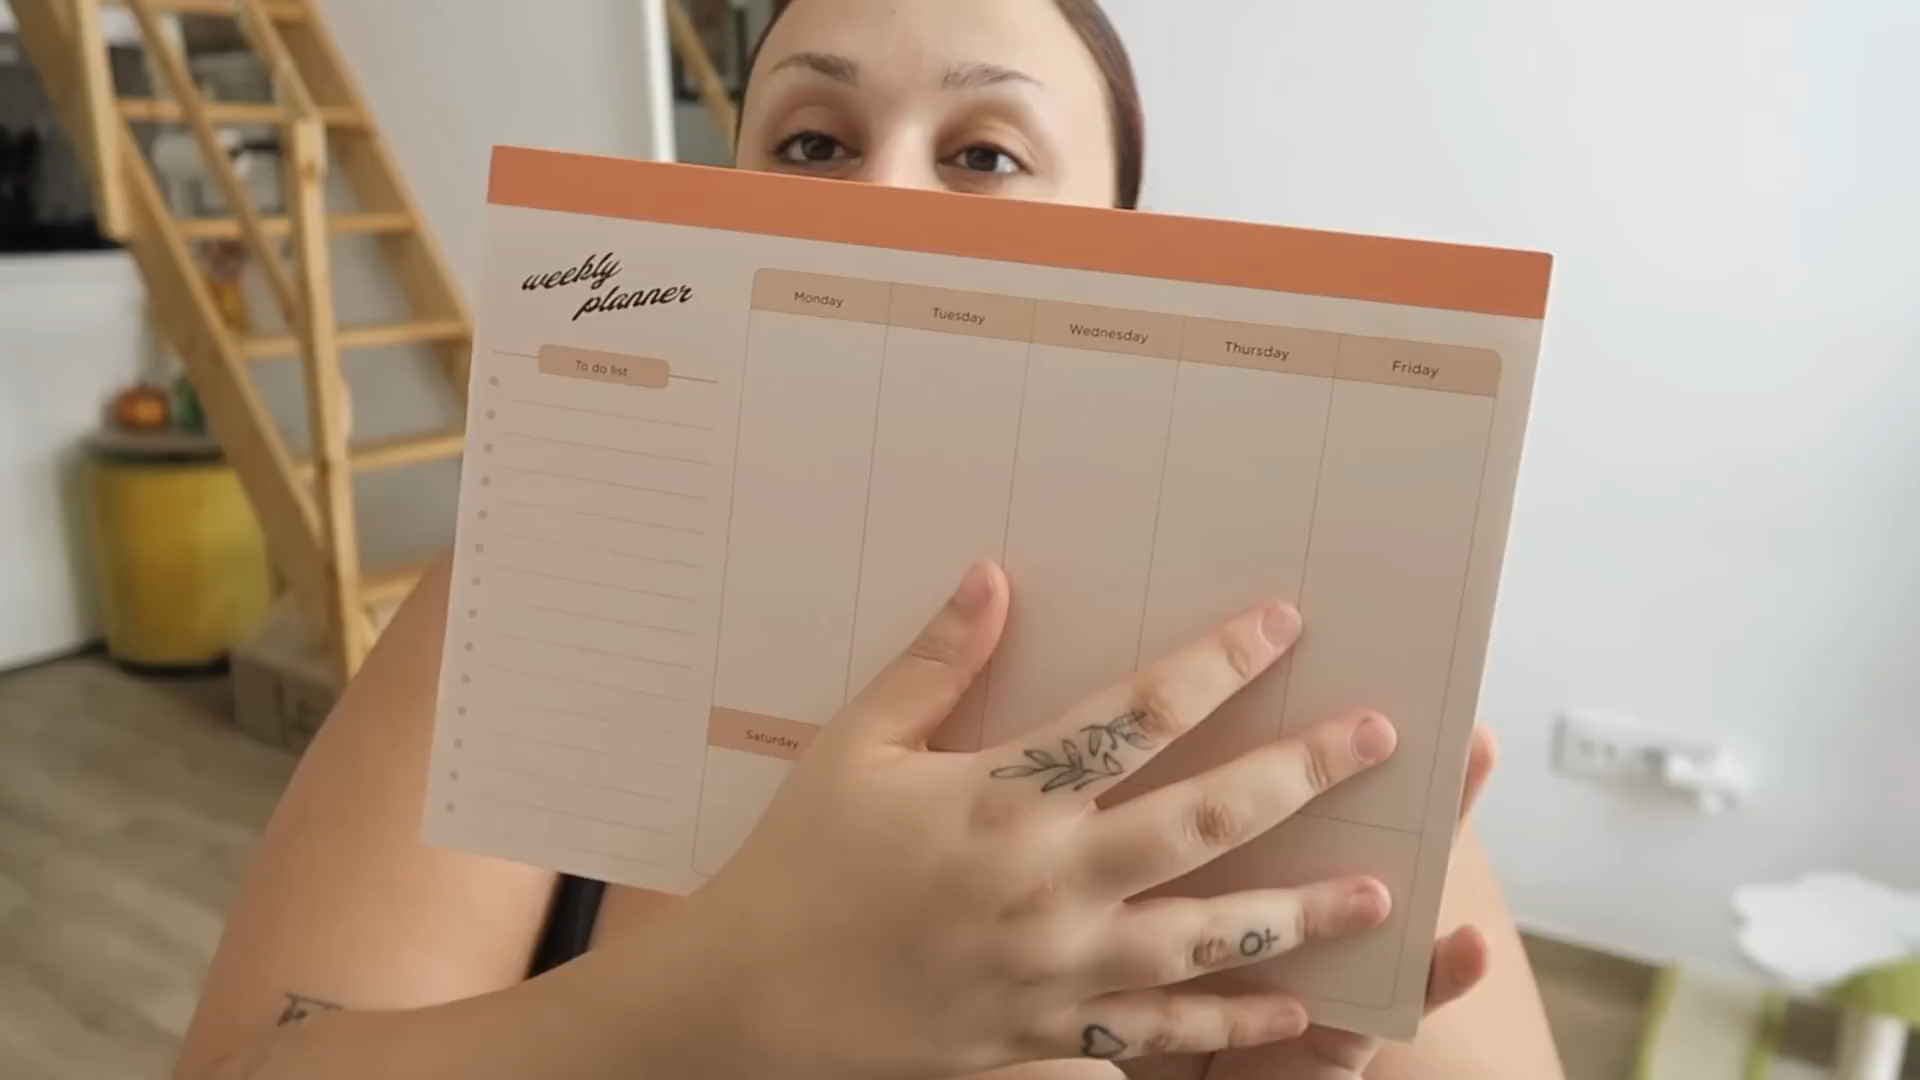 weekly
planner
To do list
Monday
Tuesday
Wednesday
Thursday
Friday
Saturday